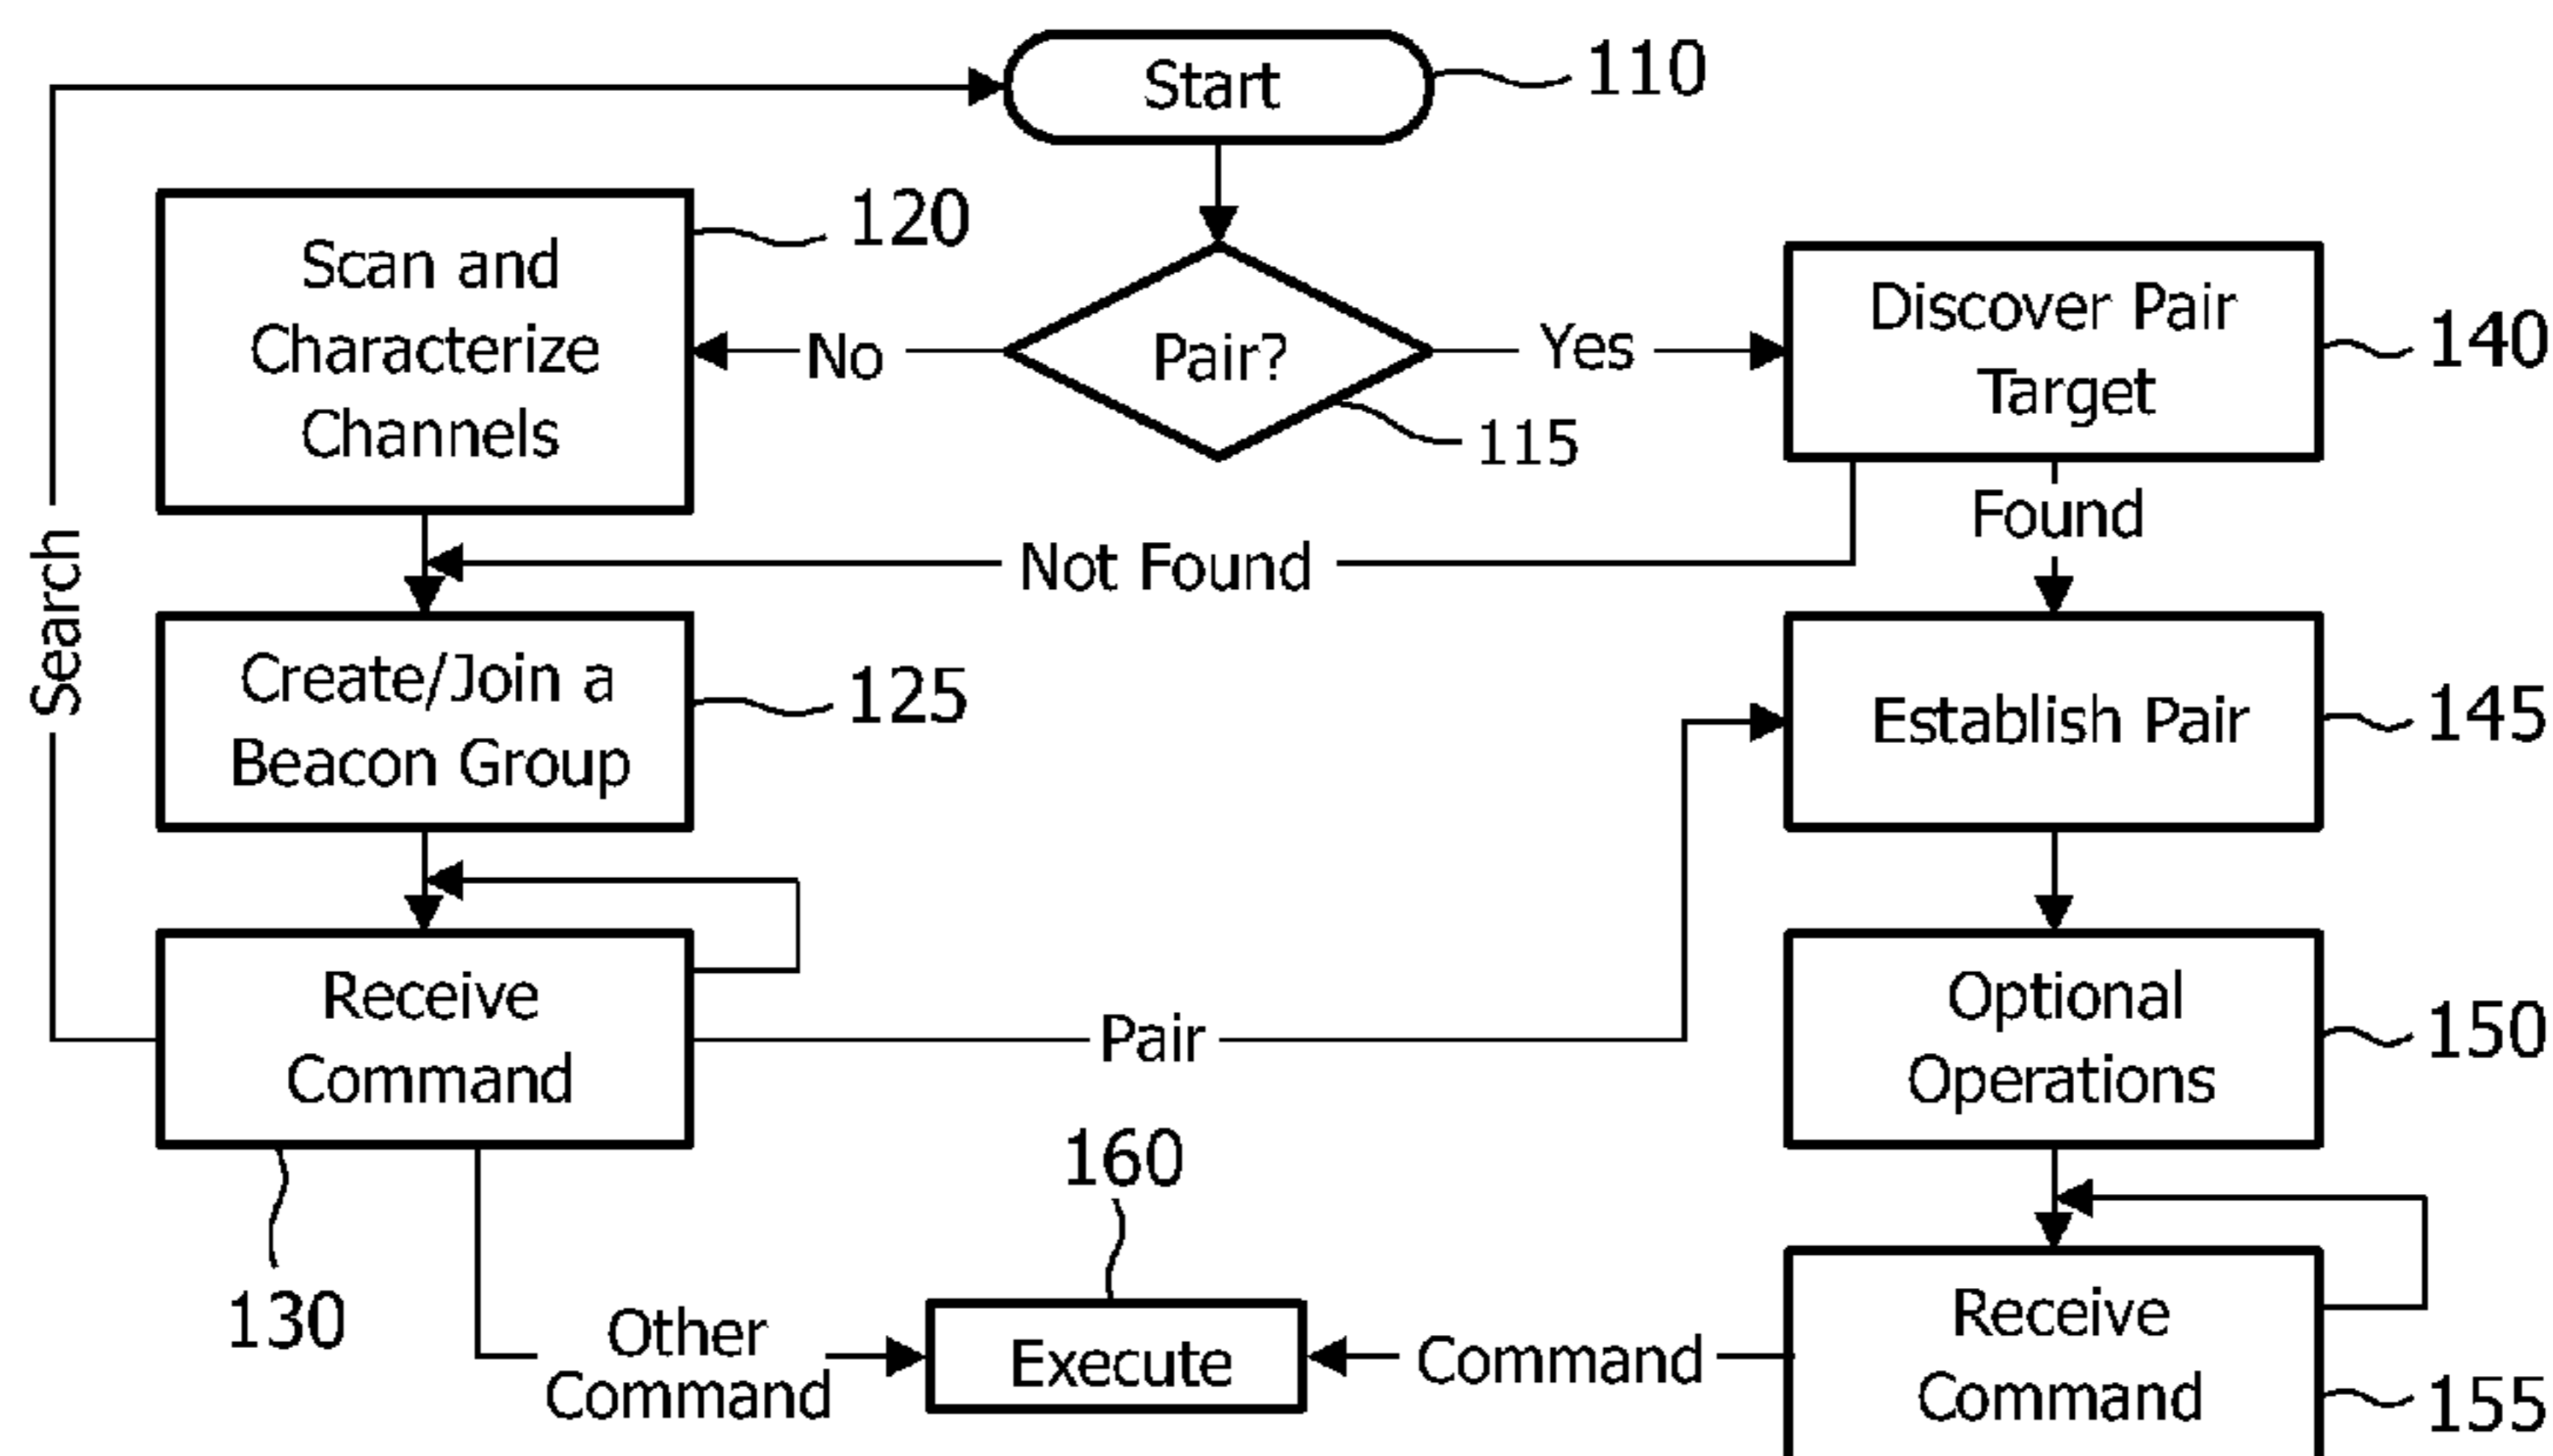 Start
110
Scan and
Characterize
Channels
120
No
Pair?
115
Yes
Discover Pair
Target
140
Found
Not Found
Search
Create/Join a
Beacon Group
125
Establish Pair
145
Receive
Command
130
Pair
Optional
Operations
150
160
Other
Command
Execute
Command
Receive
Command
155